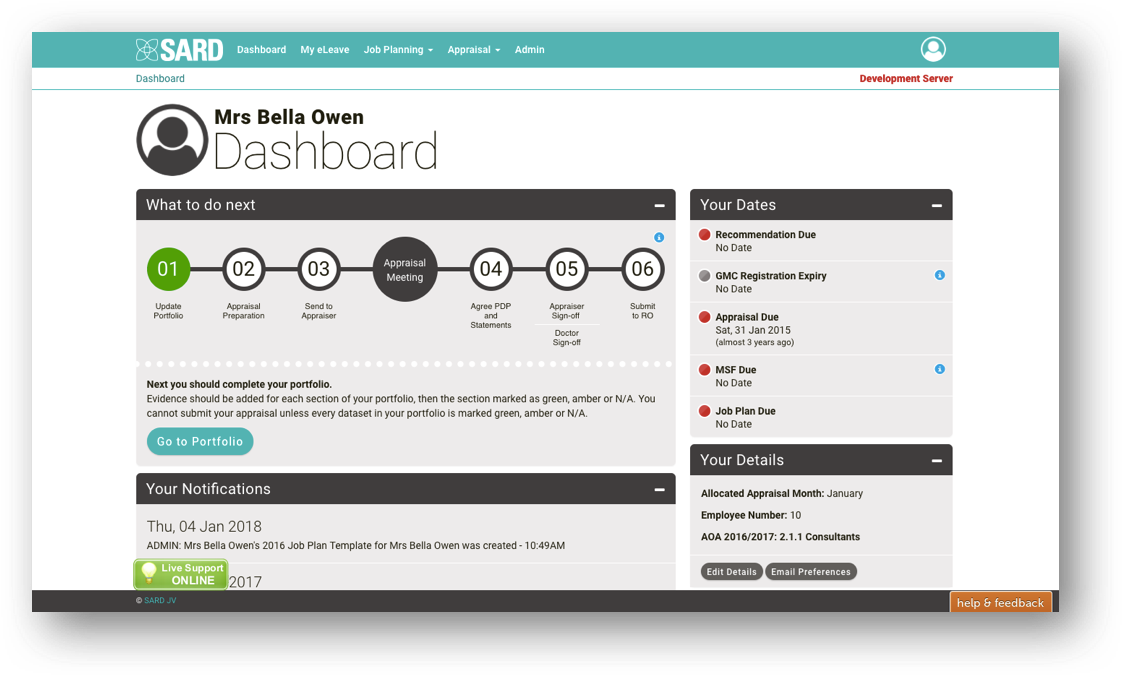 SARD Dashboard My eLeave Job Planning Appraisal Admin
Dashboard
Development Server
Mrs Bella Owen
Dashboard
What to do next
01 02 03 Appraisal Meeting 04 05 06
Update
Portfolio
Appraisal
Preparation
Send to
Appraiser
Agree PDP
and
Statements
Appraiser
Sign-off
Doctor
Sign-off
Submit
to RO
Next you should complete your portfolio.
Evidence should be added for each section of your portfolio, then the section marked as green, amber or N/A. You
cannot submit your appraisal unless every dataset in your portfolio is marked green, amber or N/A.
Go to Portfolio
Your Notifications
Thu, 04 Jan 2018
ADMIN: Mrs Bella Owen's 2016 Job Plan Template for Mrs Bella Owen was created - 10:49AM
2017
Live Support
ONLINE
Your Dates
Recommendation Due
No Date
GMC Registration Expiry
No Date
Appraisal Due
Sat, 31 Jan 2015
(almost 3 years ago)
MSF Due
No Date
Job Plan Due
No Date
Your Details
Allocated Appraisal Month: January
Employee Number: 10
AOA 2016/2017: 2.1.1 Consultants
Edit Details Email Preferences
© SARD JV
help & feedback